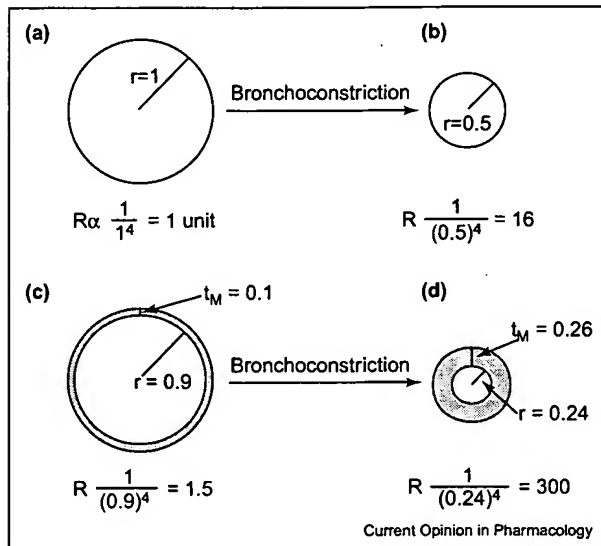 (a)
r=1
Bronchoconstriction
(b)
r=0.5
Rα 1/1⁴ = 1 unit
R 1/(0.5)⁴ = 16
(c)
t_M = 0.1
r = 0.9
Bronchoconstriction
(d)
t_M = 0.26
r = 0.24
R 1/(0.9)⁴ = 1.5
R 1/(0.24)⁴ = 300
Current Opinion in Pharmacology